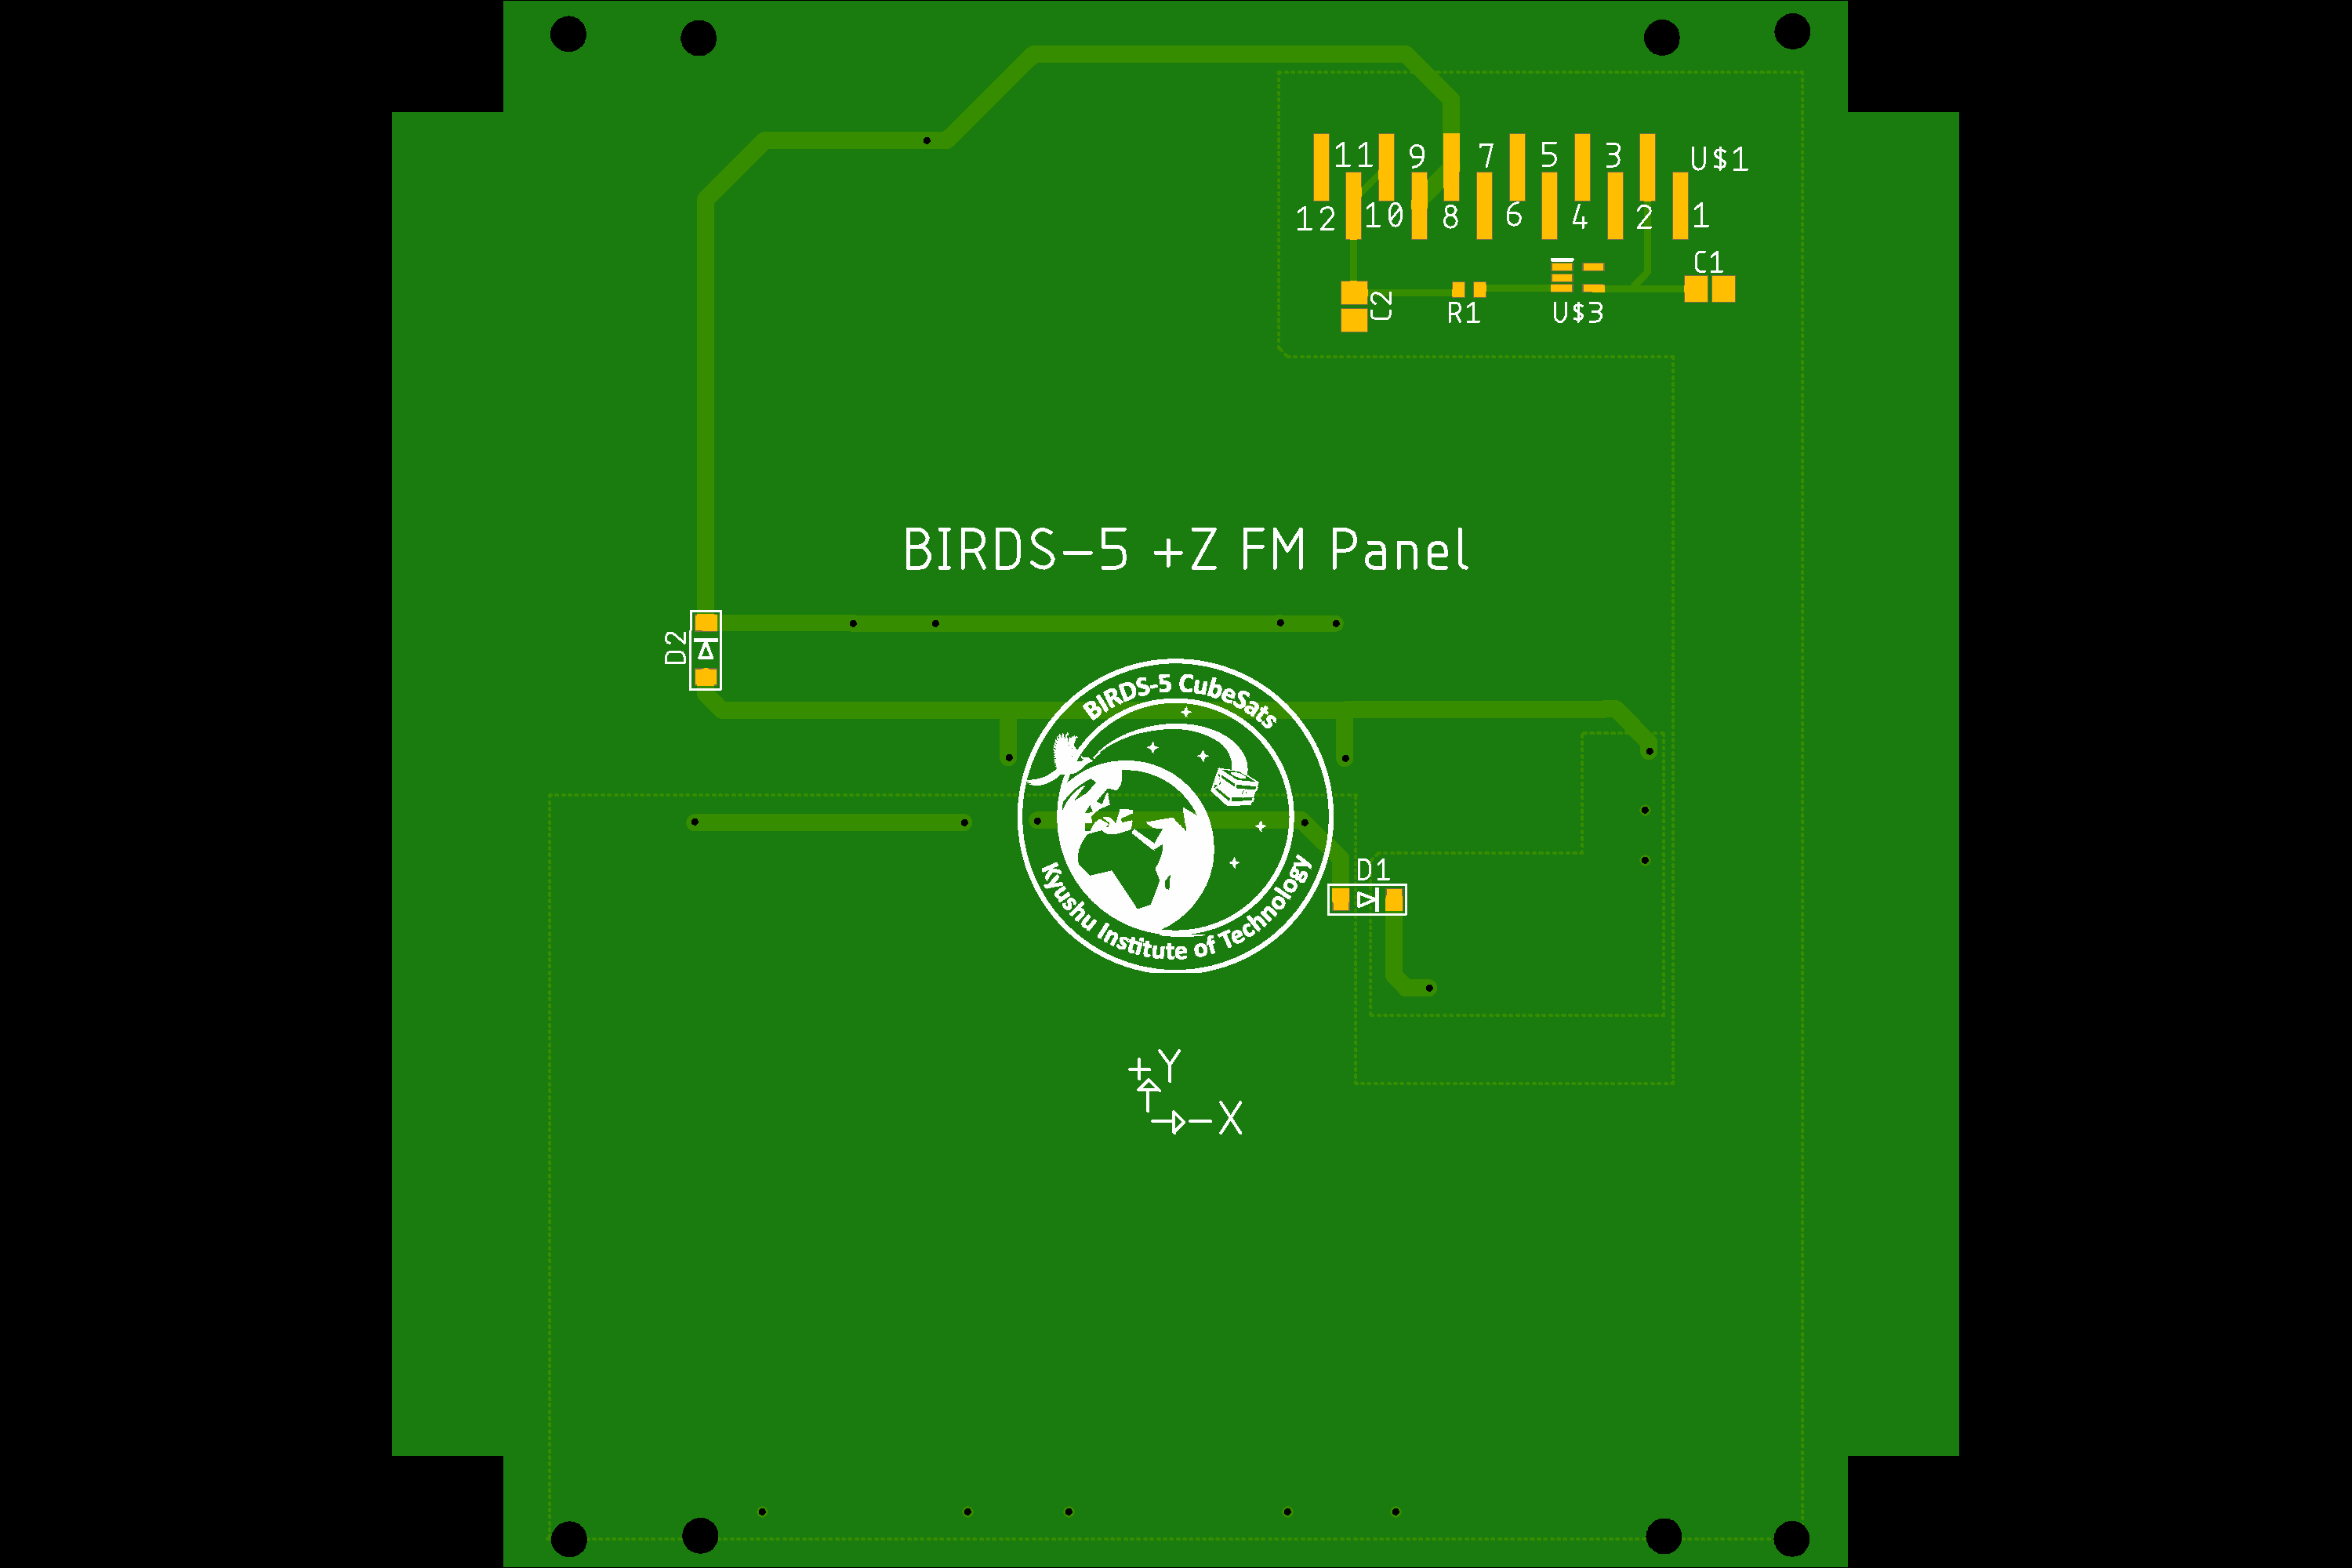 11 9 7 5 3 U$1
12 10 8 6 4 2 1
C1
C2
R1 U$3
BIRDS-5 +Z FM Panel
D2
BIRDS-5 CubeSats
Kyushu Institute of Technology
D1
+Y
-X